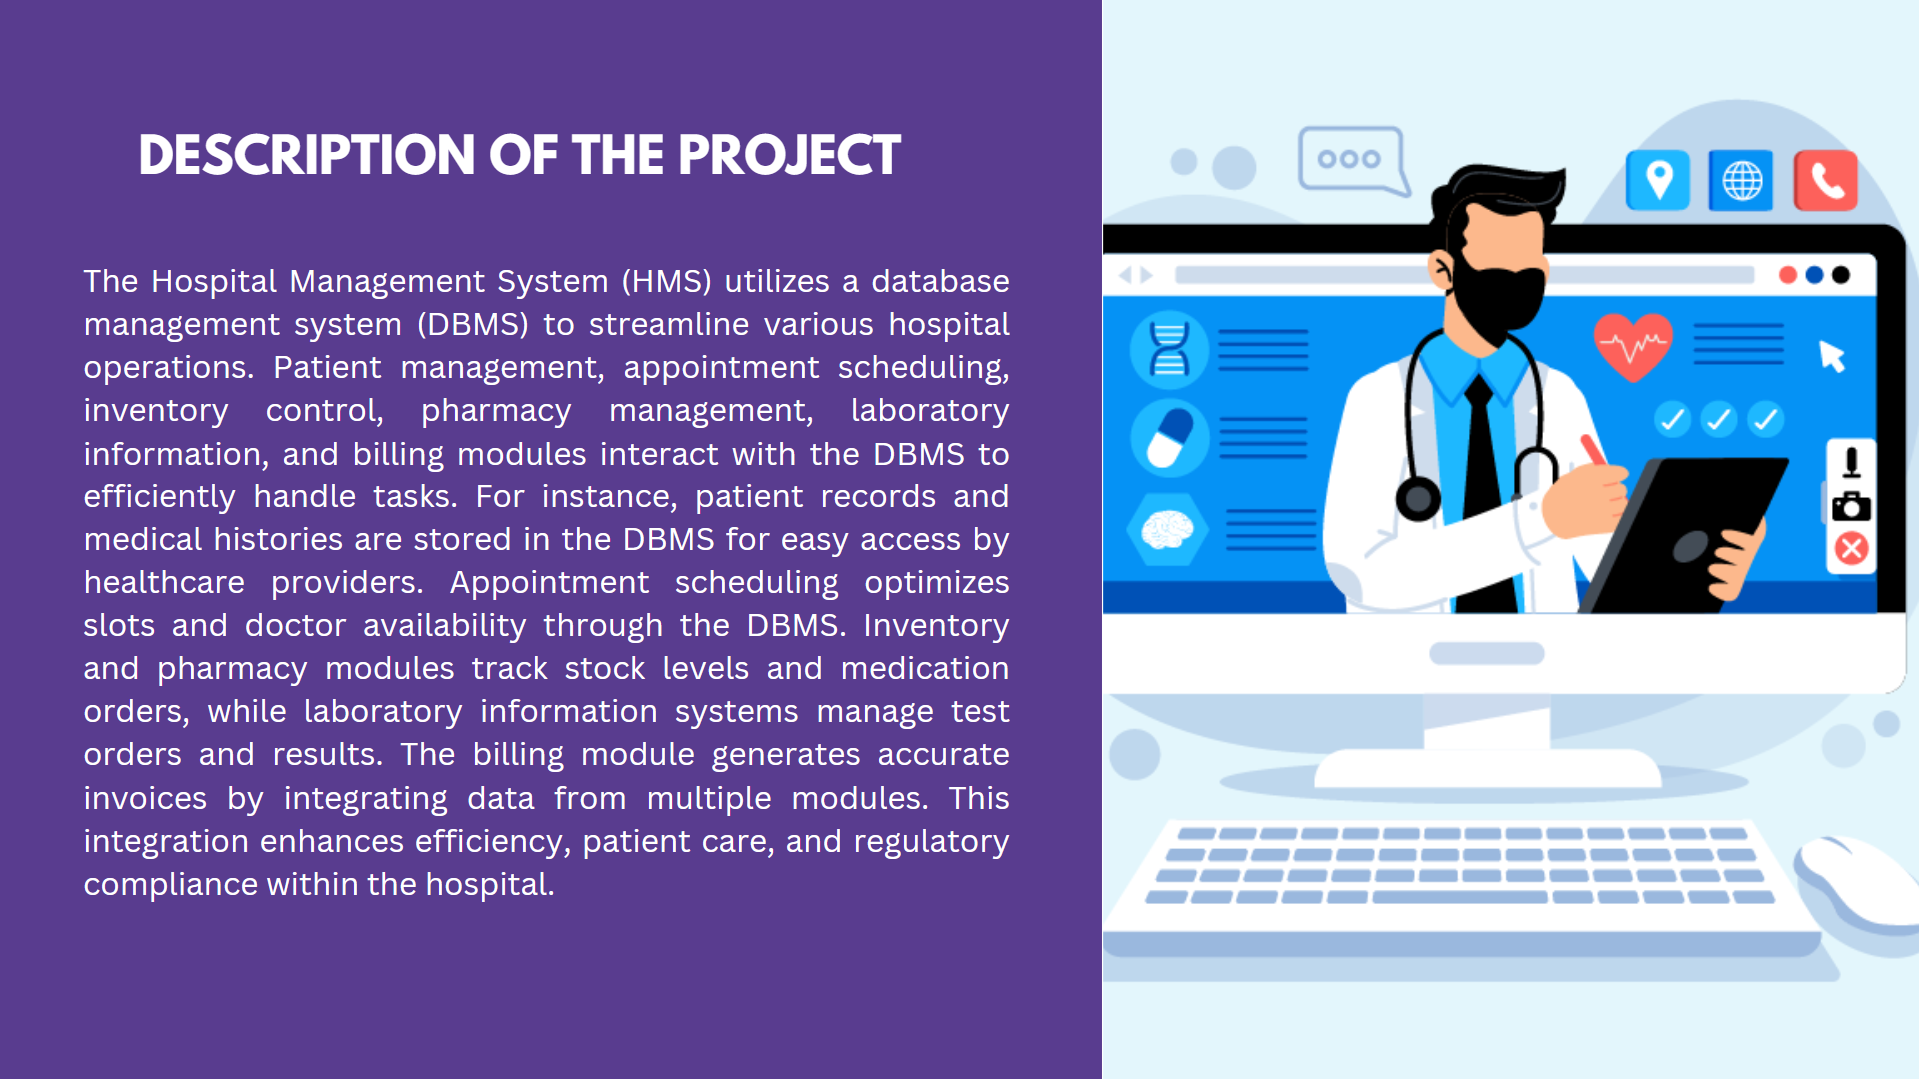 DESCRIPTION OF THE PROJECT
The Hospital Management System (HMS) utilizes a database
management system (DBMS) to streamline various hospital
operations. Patient management, appointment scheduling,
inventory control, pharmacy management, laboratory
information, and billing modules interact with the DBMS to
efficiently handle tasks. For instance, patient records and
medical histories are stored in the DBMS for easy access by
healthcare providers. Appointment scheduling optimizes
slots and doctor availability through the DBMS. Inventory
and pharmacy modules track stock levels and medication
orders, while laboratory information systems manage test
orders and results. The billing module generates accurate
invoices by integrating data from multiple modules. This
integration enhances efficiency, patient care, and regulatory
compliance within the hospital.